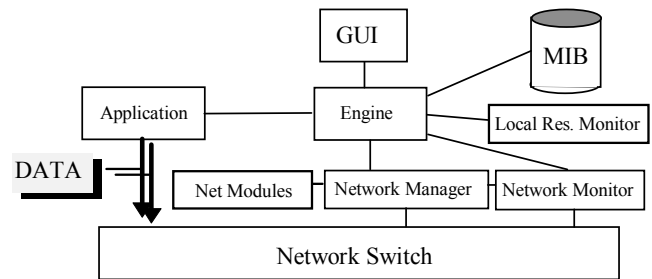 GUI
MIB
Application
Engine
Local Res. Monitor
DATA
Net Modules
Network Manager
Network Monitor
Network Switch